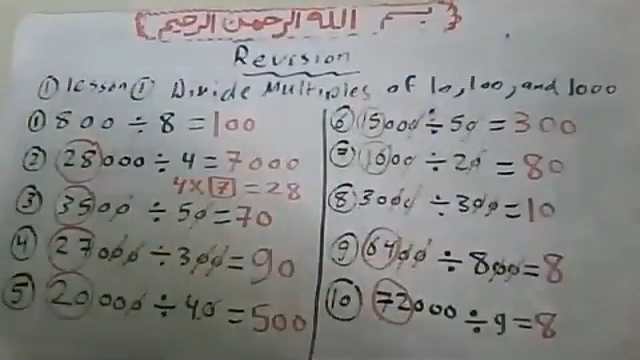 بسم الله الرحمن الرحيم
Revision
① lesson ① Divide Multiples of 10, 100, and 1000
① 800 ÷ 8 = 100
② 28000 ÷ 4 = 7000
4 x 7 = 28
③ 3500 ÷ 50 = 70
④ 27000 ÷ 300 = 90
⑤ 20000 ÷ 40 = 500
⑥ 15000 ÷ 50 = 300
⑦ 1600 ÷ 20 = 80
⑧ 3000 ÷ 300 = 10
⑨ 6400 ÷ 800 = 8
⑩ 72000 ÷ 9 = 8